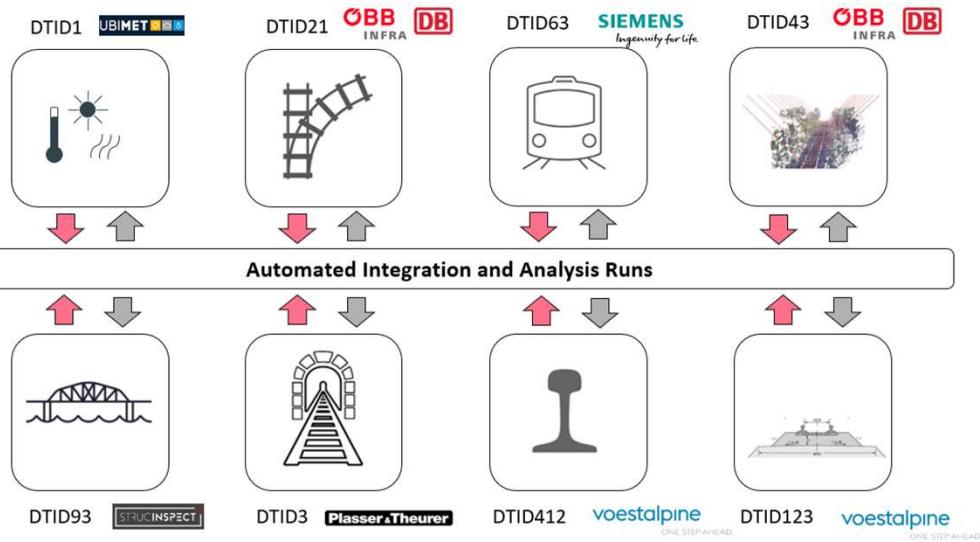 DTID1 UBIMET
DTID21 ÖBB INFRA DB
DTID63 SIEMENS
Ingenuity for life
DTID43 ÖBB INFRA DB
Automated Integration and Analysis Runs
DTID93 STRUCINSPECT
DTID3 Plasser & Theurer
DTID412 voestalpine
ONE STEP AHEAD.
DTID123 voestalpine
ONE STEP AHEAD.